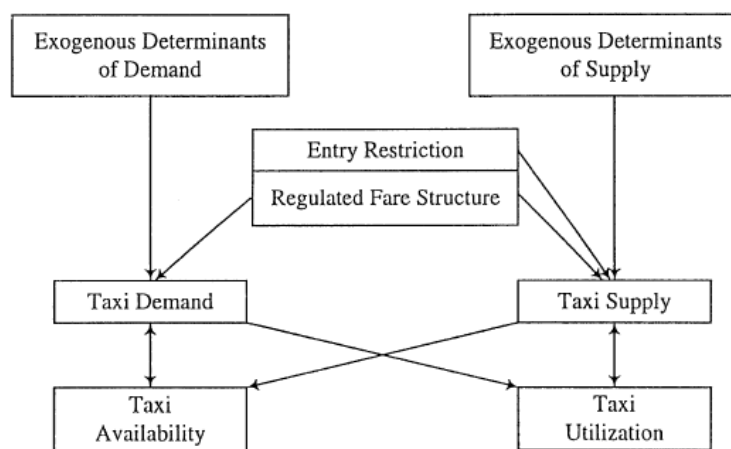 Exogenous Determinants
of Demand
Exogenous Determinants
of Supply
Entry Restriction
Regulated Fare Structure
Taxi Demand
Taxi Supply
Taxi
Availability
Taxi
Utilization